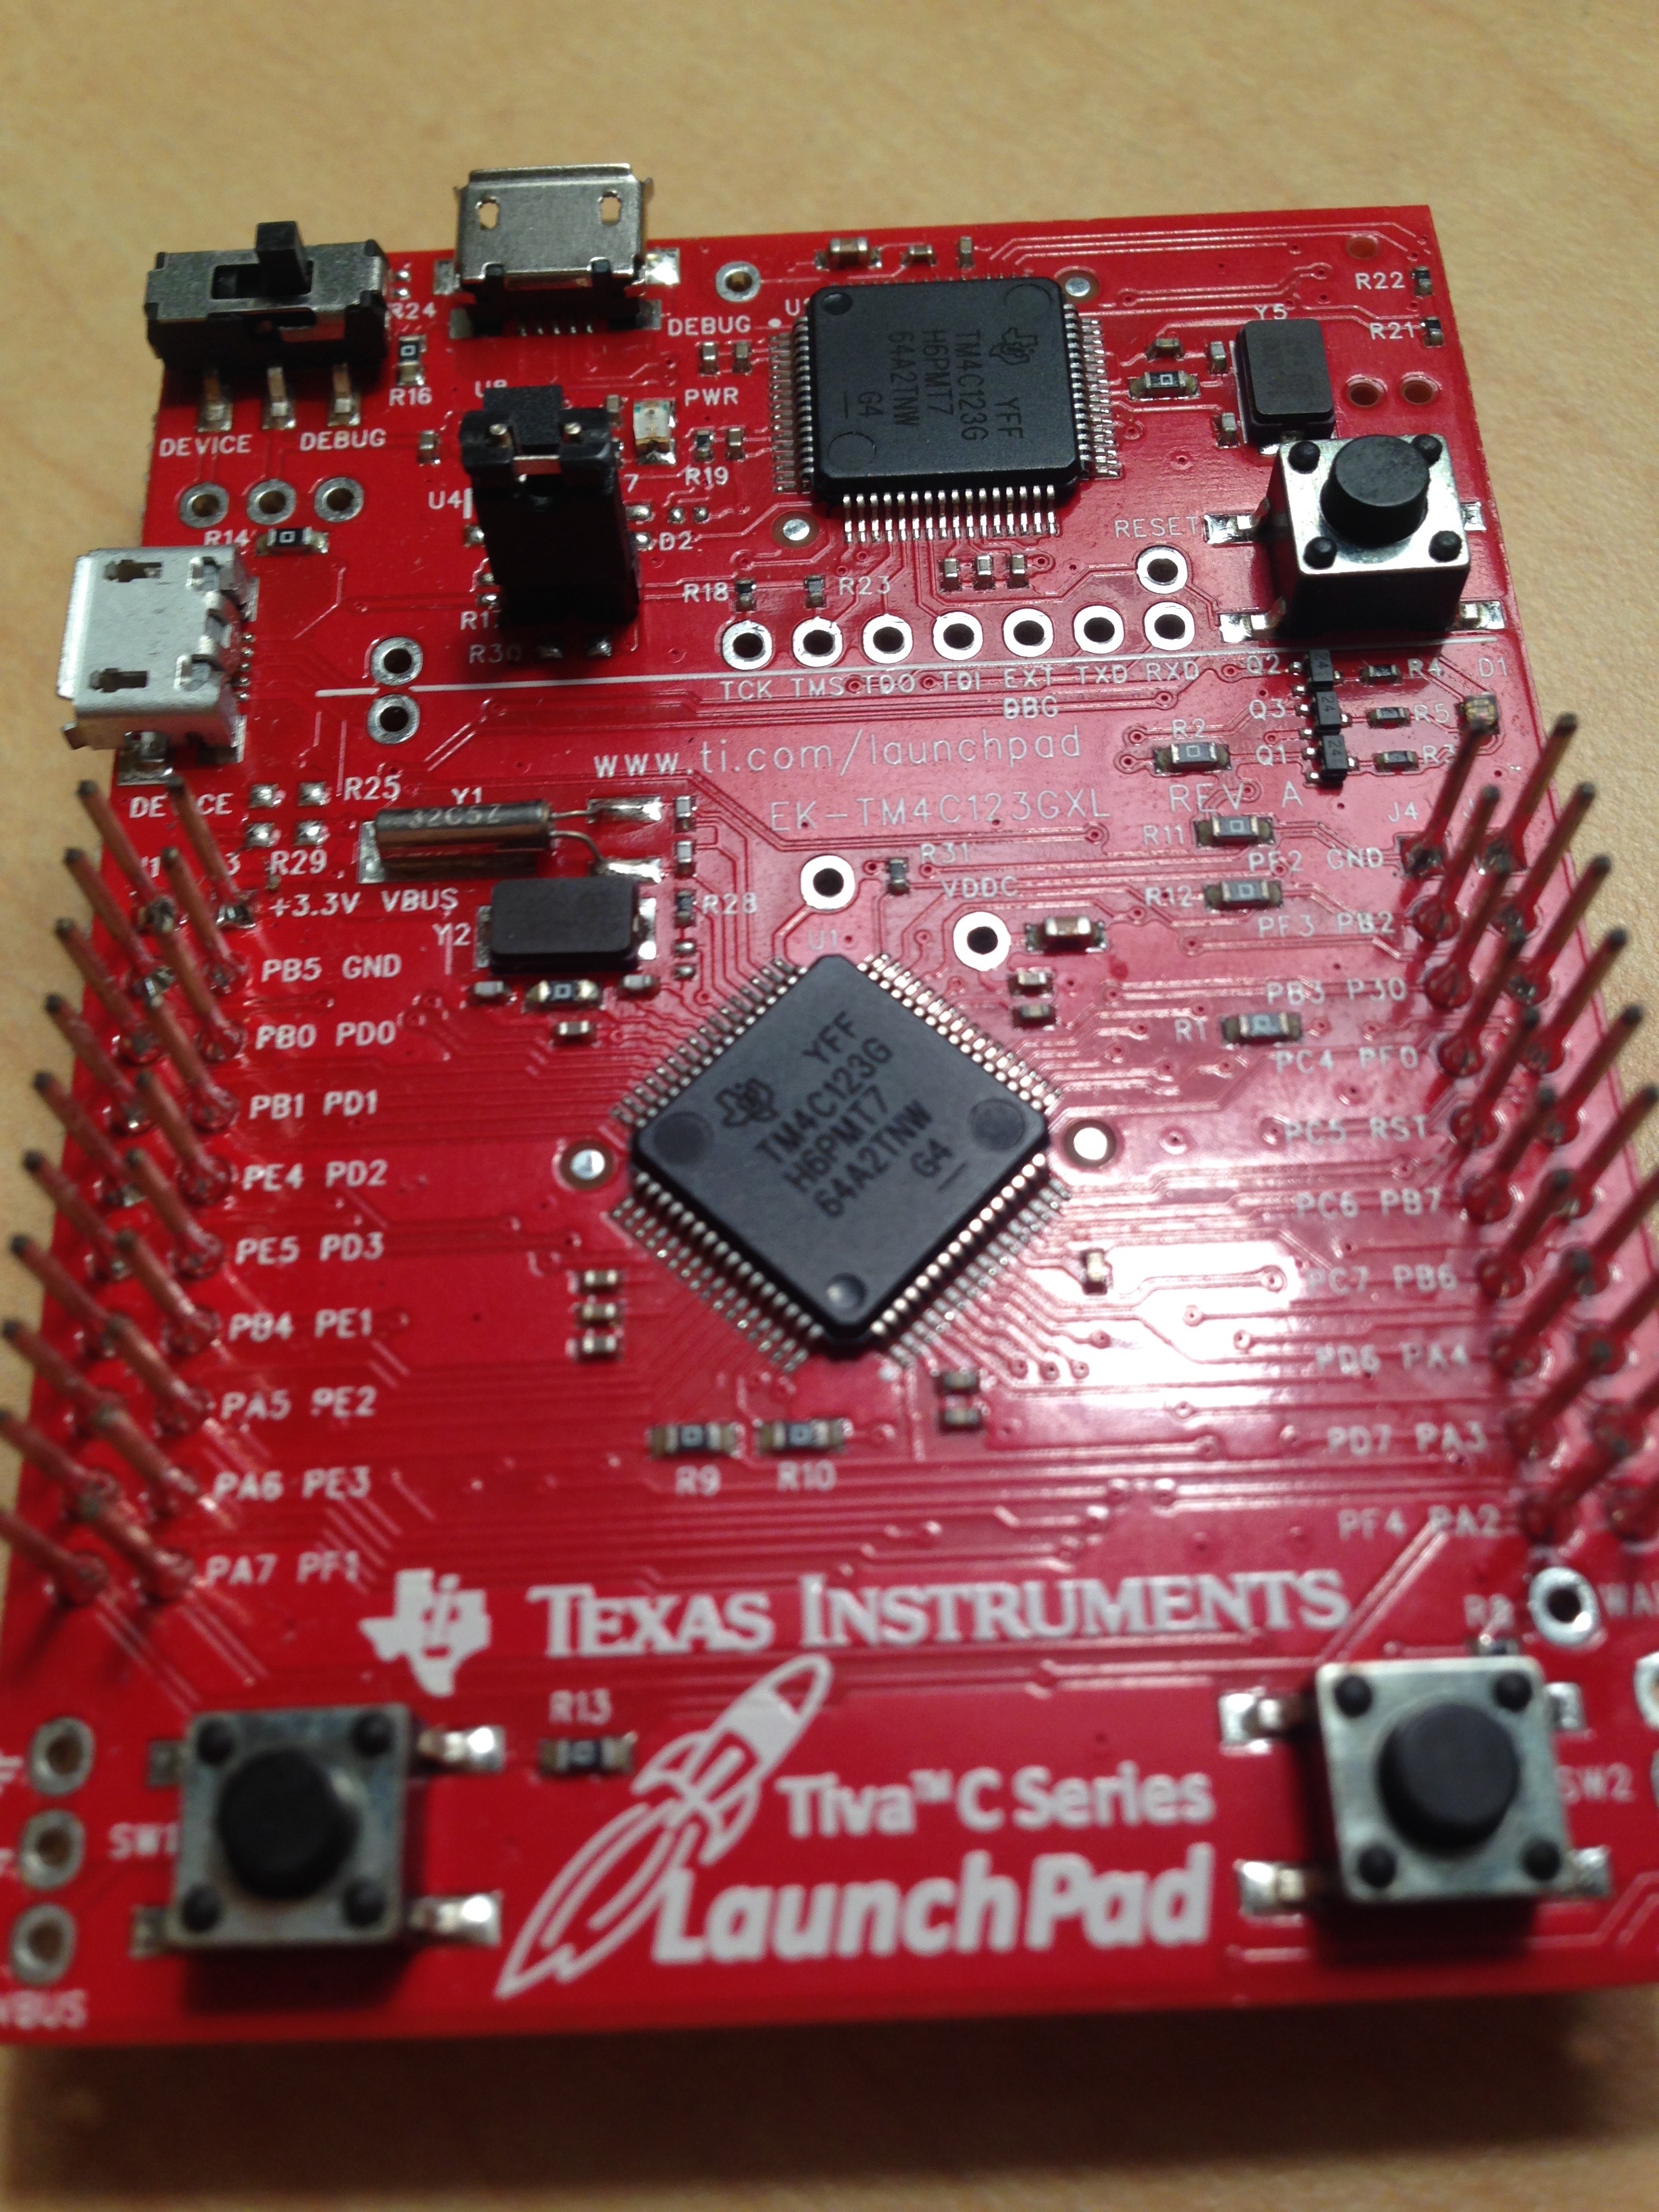 R24
DEBUG
R22
Y5
R21
R16
PWR
YFF
TM4C123G
H6PMT7
64A2TNW
G4
DEVICE DEBUG
R19
U4
RESET
R14
D2
R18 R23
R30
TCK TMS TDO TDI EXT TXD RXD
DBG
Q2 24 R4 D1
Q3 24 R5
Q1 24 R3
R2
www.ti.com/launchpad
EK-TM4C123GXL REV A
DEVICE
R25
Y1
R29
R11
J4
R31
PF2 GND
+3.3V VBUS
R28
VDDC
R12
Y2
U1
PF3 PB2
PB5 GND
PB3 P30
PB0 PD0
R1
PC4 PF0
PB1 PD1
PC5 RST
PE4 PD2
PC6 PB7
PE5 PD3
PC7 PB6
YFF
TM4C123G
H6PMT7
64A2TNW
G4
PB4 PE1
PD6 PA4
PA5 PE2
PD7 PA3
R9 R10
PA6 PE3
PF4 PA2
PA7 PF1
TEXAS INSTRUMENTS
R13
Tiva™ C Series
LaunchPad
SW1
SW2
VBUS